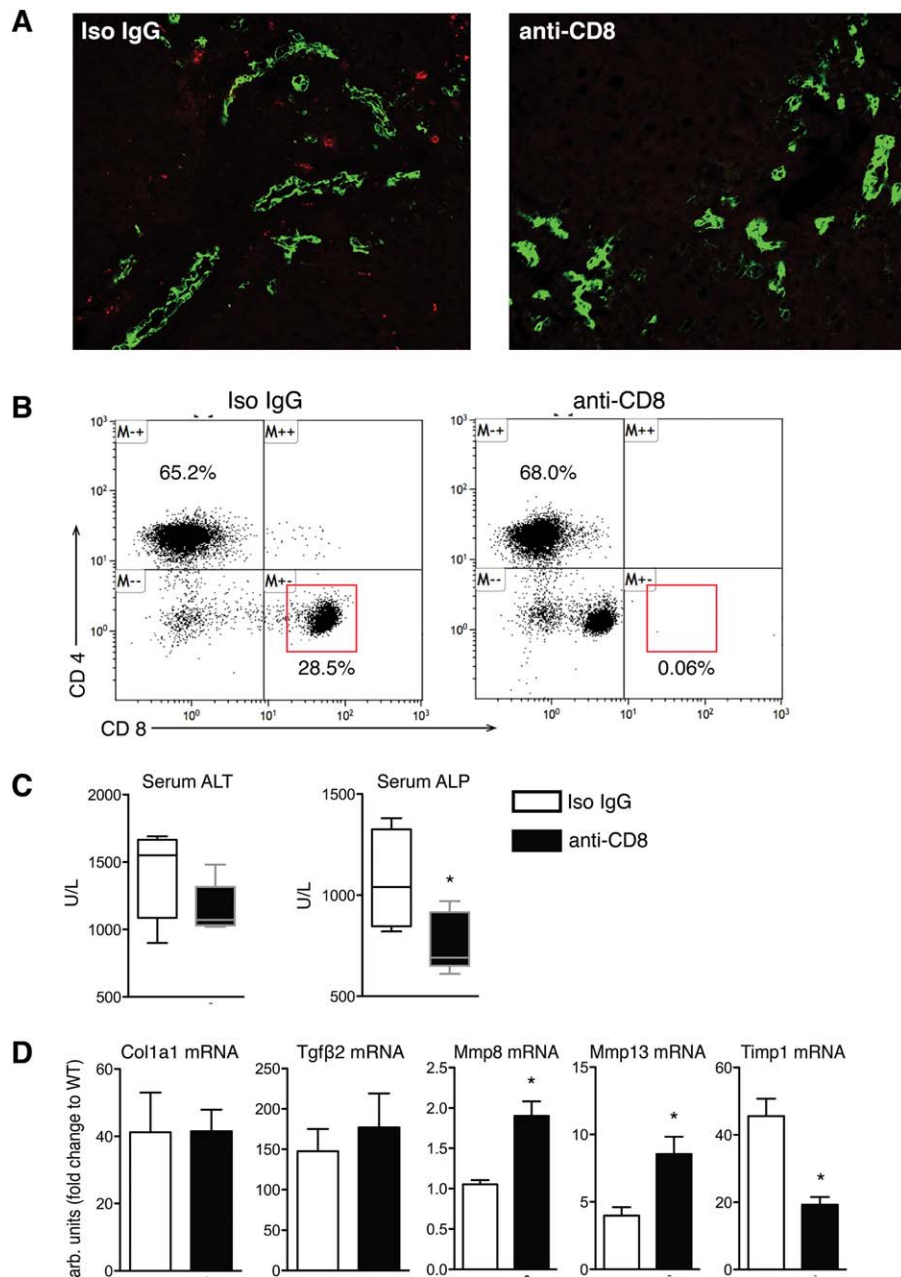 A
Iso IgG
anti-CD8
B
Iso IgG
anti-CD8
10³
10²
10¹
10⁰
M-+
M++
65.2%
M--
M+-
28.5%
10⁰ 10¹ 10² 10³
10³
10²
10¹
10⁰
M-+
M++
68.0%
M--
M+-
0.06%
10⁰ 10¹ 10² 10³
CD 4
CD 8
C
Serum ALT
U/L
2000
1500
1000
500
Serum ALP
U/L
1500
1000
500
Iso IgG
anti-CD8
*
D
arb. units (fold change to WT)
Col1a1 mRNA
60
40
20
0
Tgfβ2 mRNA
200
150
100
50
0
Mmp8 mRNA
2.5
2.0
1.5
1.0
0.5
0.0
*
Mmp13 mRNA
15
10
5
0
*
Timp1 mRNA
60
40
20
0
*